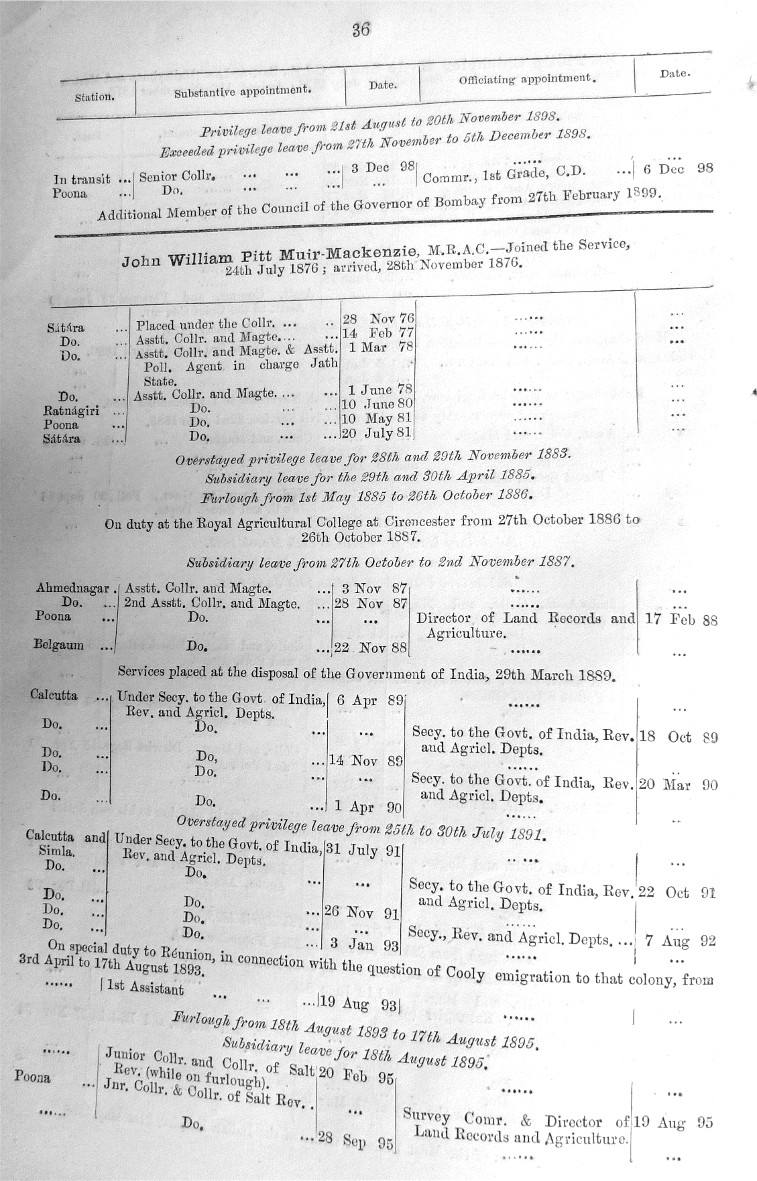 36
Station. Substantive appointment. Date. Officiating appointment. Date.
Privilege leave from 21st August to 20th November 1898.
Exceeded privilege leave from 27th November to 5th December 1898.
In transit ... Senior Collr. ... ... ... 3 Dec 98 ...... ...
Poona ... Do. ... ... ... ... Commr., 1st Grade, C.D. ... 6 Dec 98
Additional Member of the Council of the Governor of Bombay from 27th February 1899.
John William Pitt Muir-Mackenzie, M.R.A.C.—Joined the Service,
24th July 1876; arrived, 28th November 1876.
Sátára ... Placed under the Collr. ... .. 28 Nov 76 ...... ...
Do. ... Asstt. Collr. and Magte.... ... 14 Feb 77 ...... ...
Do. ... Asstt. Collr. and Magte. & Asstt. 1 Mar 78 ...... ...
Poll. Agent in charge Jath
State.
Do. ... Asstt. Collr. and Magte. ... ... 1 June 78 ...... ...
Ratnágiri ... Do. ... ... 10 June 80 ...... ...
Poona ... Do. ... ... 10 May 81 ...... ...
Sátára ... Do. ... ... 20 July 81 ...... ...
Overstayed privilege leave for 28th and 29th November 1883.
Subsidiary leave for the 29th and 30th April 1885.
Furlough from 1st May 1885 to 26th October 1886.
On duty at the Royal Agricultural College at Cirencester from 27th October 1886 to
26th October 1887.
Subsidiary leave from 27th October to 2nd November 1887.
Ahmednagar . Asstt. Collr. and Magte. ... 3 Nov 87 ...... ...
Do. ... 2nd Asstt. Collr. and Magte. ... 28 Nov 87 ...... ...
Poona ... Do. ... ... Director of Land Records and 17 Feb 88
Agriculture.
Belgaum ... Do. ... 22 Nov 88 ...... ...
Services placed at the disposal of the Government of India, 29th March 1889.
Calcutta ... Under Secy. to the Govt. of India, 6 Apr 89 ...... ...
Rev. and Agricl. Depts.
Do. ... Do. ... ... Secy. to the Govt. of India, Rev. 18 Oct 89
and Agricl. Depts.
Do. ... Do, ... 14 Nov 89 ...... ...
Do. ... Do. ... ... Secy. to the Govt. of India, Rev. 20 Mar 90
and Agricl. Depts.
Do. ... Do. ... 1 Apr 90 ...... ..
Overstayed privilege leave from 25th to 30th July 1891.
Calcutta and Under Secy. to the Govt. of India, 31 July 91 ...... ...
Simla. Rev. and Agricl. Depts.
Do. ... Do. ... ... Secy. to the Govt. of India, Rev. 22 Oct 91
and Agricl. Depts.
Do. ... Do. ... 26 Nov 91 ......
Do. ... Do. ... ... Secy., Rev. and Agricl. Depts. ... 7 Aug 92
Do. ... Do. ... 3 Jan 93 ...... ...
On special duty to Réunion, in connection with the question of Cooly emigration to that colony, from
3rd April to 17th August 1893.
...... 1st Assistant ... ... ... 19 Aug 93 ...... ...
Furlough from 18th August 1893 to 17th August 1895.
Subsidiary leave for 18th August 1895.
...... Junior Collr. and Collr. of Salt 20 Feb 95 ...... ...
Rev. (while on furlough).
Poona ... Jnr. Collr. & Collr. of Salt Rev. . ... Survey Comr. & Director of 19 Aug 95
Land Records and Agriculture.
...... Do. ... 28 Sep 95 ...... ...